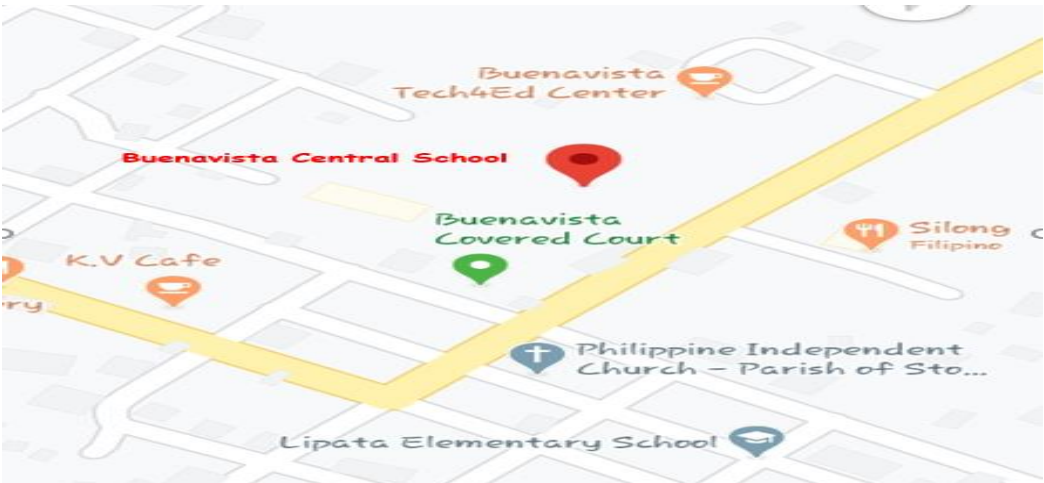 Buenavista
Tech4Ed Center
Buenavista Central School
Buenavista
Covered Court
Silong
Filipino
K.V Cafe
ry
Philippine Independent
Church – Parish of Sto...
Lipata Elementary School